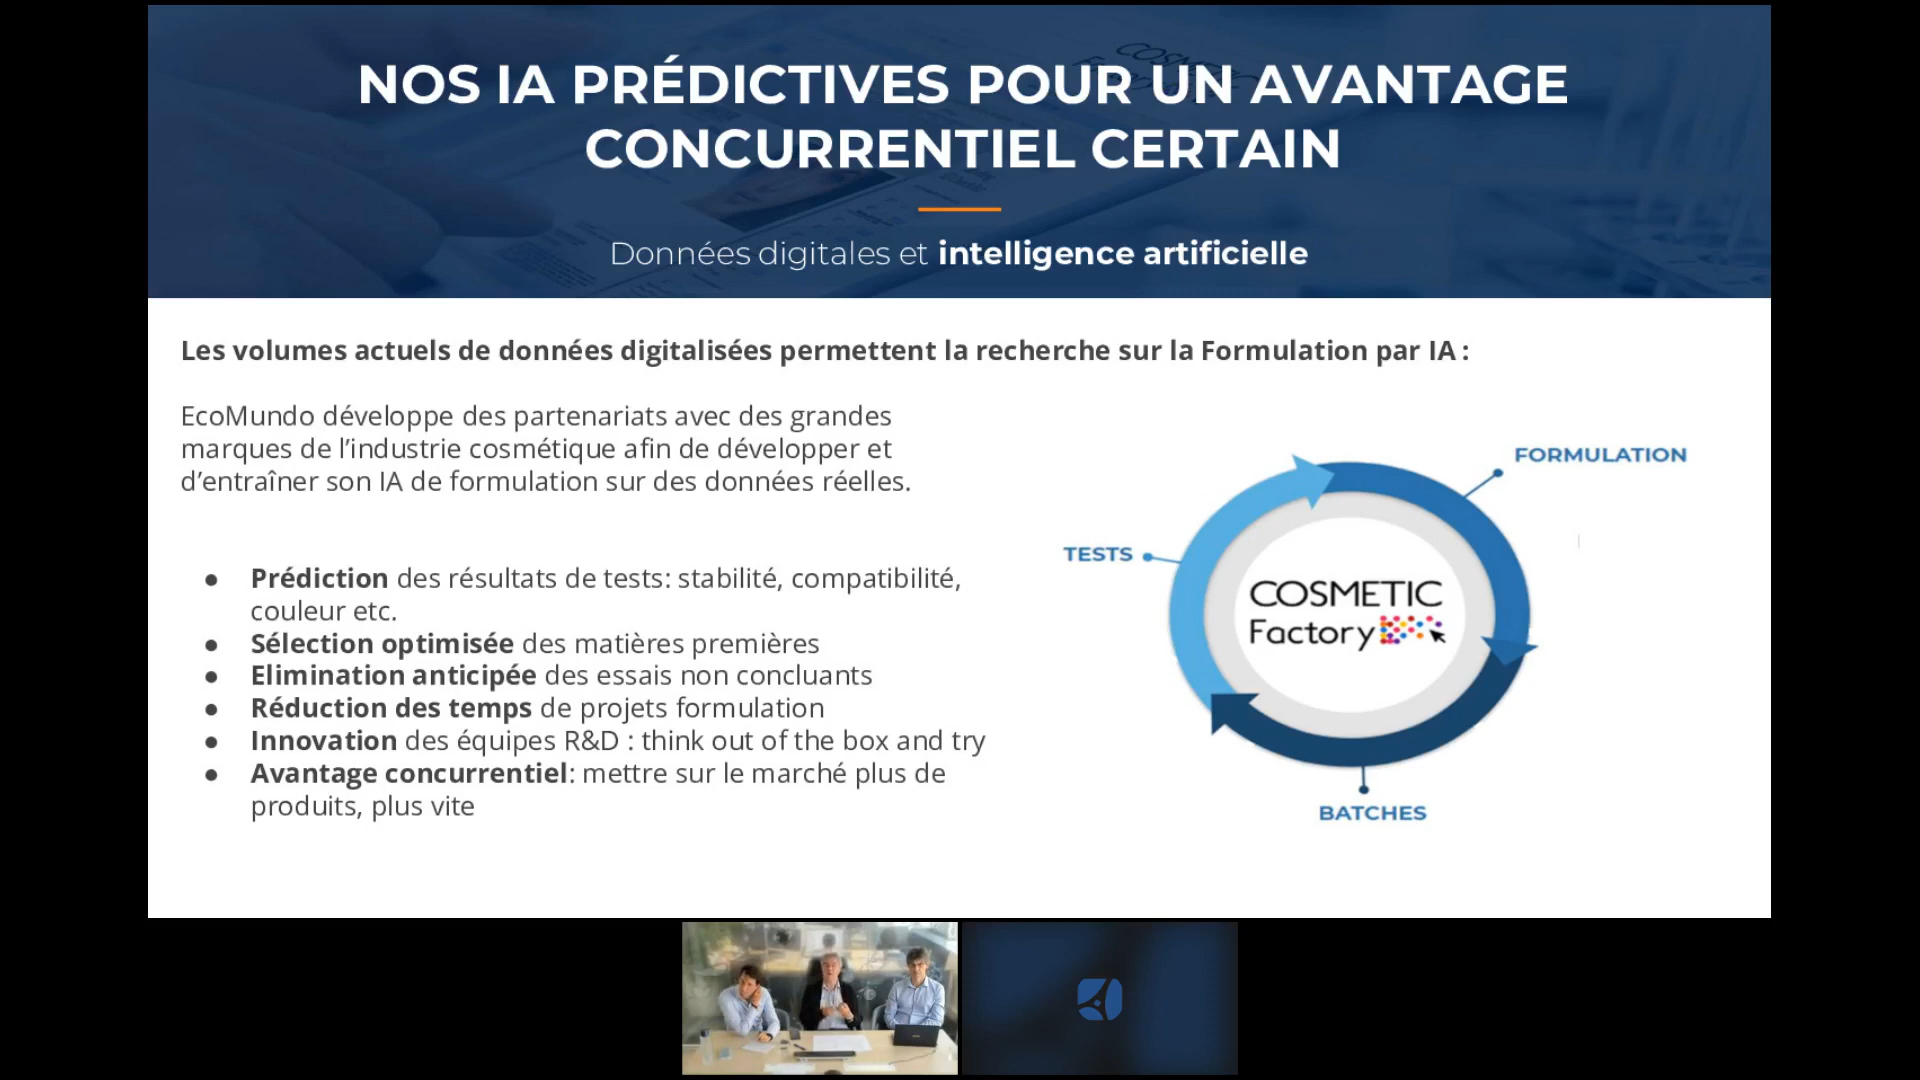 NOS IA PRÉDICTIVES POUR UN AVANTAGE
CONCURRENTIEL CERTAIN
Données digitales et intelligence artificielle
Les volumes actuels de données digitalisées permettent la recherche sur la Formulation par IA :
EcoMundo développe des partenariats avec des grandes
marques de l’industrie cosmétique afin de développer et
d’entraîner son IA de formulation sur des données réelles.
● Prédiction des résultats de tests: stabilité, compatibilité,
couleur etc.
● Sélection optimisée des matières premières
● Elimination anticipée des essais non concluants
● Réduction des temps de projets formulation
● Innovation des équipes R&D : think out of the box and try
● Avantage concurrentiel: mettre sur le marché plus de
produits, plus vite
FORMULATION
TESTS
COSMETIC
Factory
BATCHES